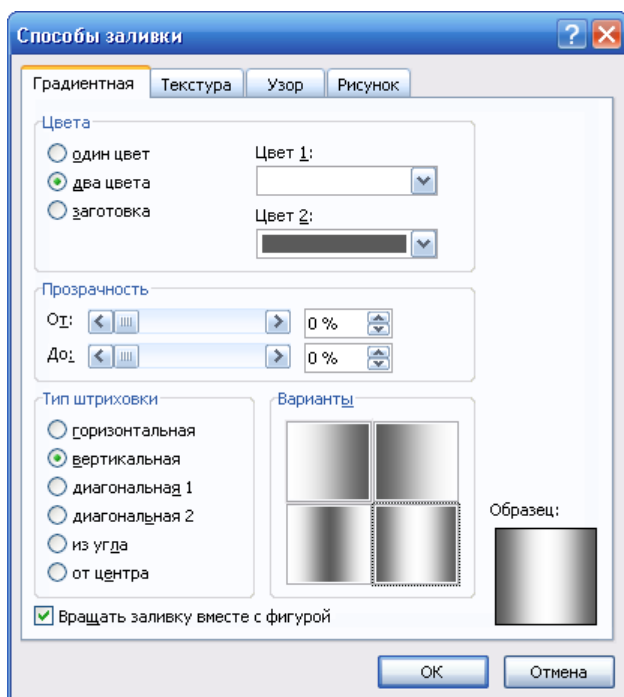 Способы заливки
Градиентная Текстура Узор Рисунок
Цвета
один цвет
два цвета
заготовка
Цвет 1:
Цвет 2:
Прозрачность
От: 0 %
До: 0 %
Тип штриховки
горизонтальная
вертикальная
диагональная 1
диагональная 2
из угла
от центра
Варианты
Образец:
Вращать заливку вместе с фигурой
ОК Отмена